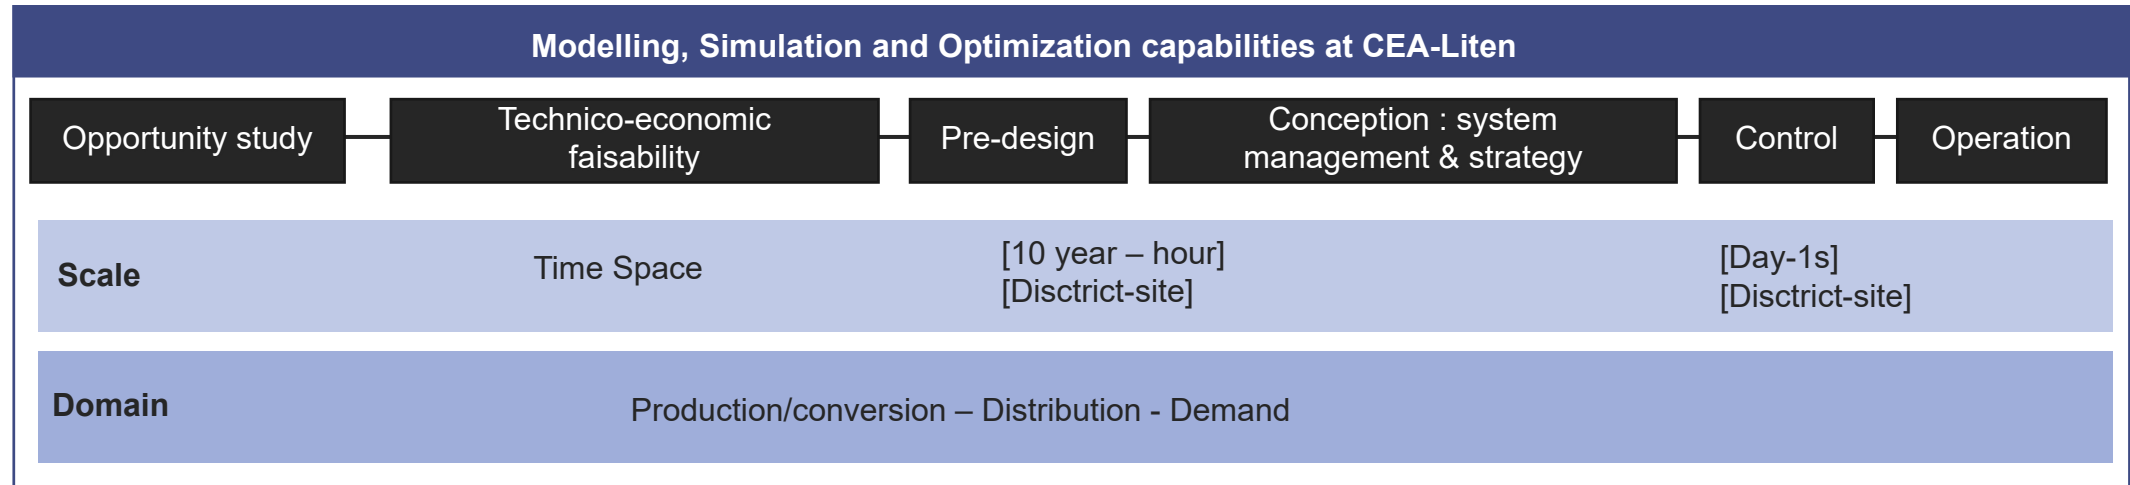 Modelling, Simulation and Optimization capabilities at CEA-Liten
Opportunity study
Technico-economic
faisability
Pre-design
Conception : system
management & strategy
Control
Operation
Scale
Time Space
[10 year – hour]
[Disctrict-site]
[Day-1s]
[Disctrict-site]
Domain
Production/conversion – Distribution - Demand